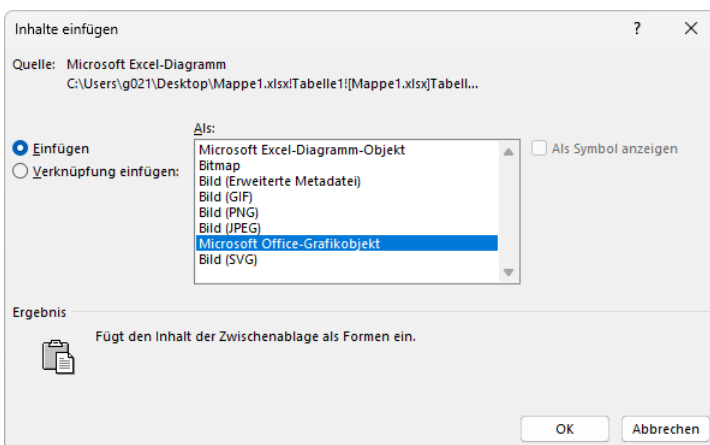 Inhalte einfügen ?
Quelle: Microsoft Excel-Diagramm
C:\Users\g021\Desktop\Mappe1.xlsx!Tabelle1![Mappe1.xlsx]Tabell...
Als:
Einfügen
Verknüpfung einfügen:
Microsoft Excel-Diagramm-Objekt
Bitmap
Bild (Erweiterte Metadatei)
Bild (GIF)
Bild (PNG)
Bild (JPEG)
Microsoft Office-Grafikobjekt
Bild (SVG)
Als Symbol anzeigen
Ergebnis
Fügt den Inhalt der Zwischenablage als Formen ein.
OK Abbrechen